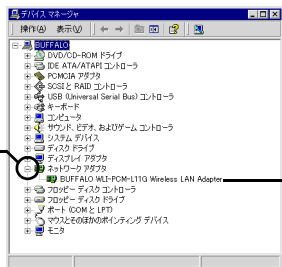 デバイス マネージャ
操作(A) 表示(V)
BUFFALO
DVD/CD-ROM ドライブ
IDE ATA/ATAPI コントローラ
PCMCIA アダプタ
SCSI と RAID コントローラ
USB (Universal Serial Bus) コントローラ
キーボード
コンピュータ
サウンド、ビデオ、およびゲーム コントローラ
システム デバイス
ディスク ドライブ
ディスプレイ アダプタ
ネットワーク アダプタ
BUFFALO WLI-PCM-L11G Wireless LAN Adapter
フロッピー ディスク コントローラ
フロッピー ディスク ドライブ
ポート (COM と LPT)
マウスとそのほかのポインティング デバイス
モニタ